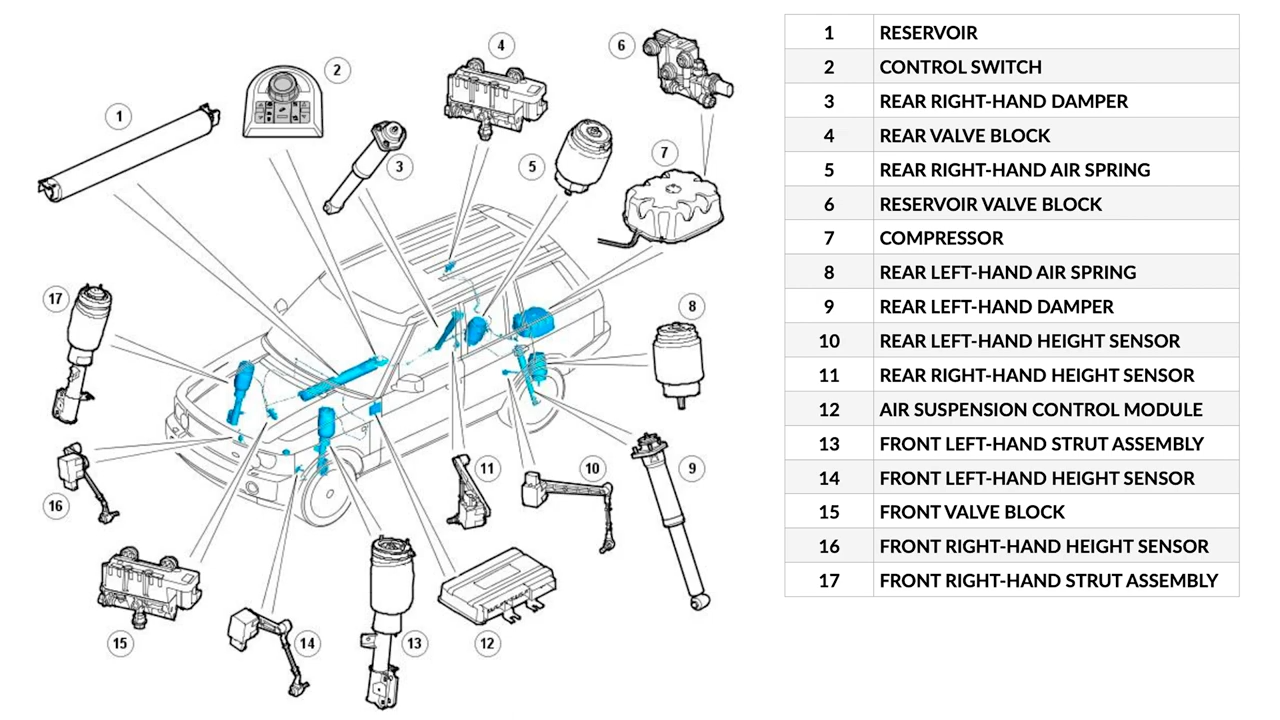 1
2
3
4
5
6
7
8
9
10
11
12
13
14
15
16
17
1 RESERVOIR
2 CONTROL SWITCH
3 REAR RIGHT-HAND DAMPER
4 REAR VALVE BLOCK
5 REAR RIGHT-HAND AIR SPRING
6 RESERVOIR VALVE BLOCK
7 COMPRESSOR
8 REAR LEFT-HAND AIR SPRING
9 REAR LEFT-HAND DAMPER
10 REAR LEFT-HAND HEIGHT SENSOR
11 REAR RIGHT-HAND HEIGHT SENSOR
12 AIR SUSPENSION CONTROL MODULE
13 FRONT LEFT-HAND STRUT ASSEMBLY
14 FRONT LEFT-HAND HEIGHT SENSOR
15 FRONT VALVE BLOCK
16 FRONT RIGHT-HAND HEIGHT SENSOR
17 FRONT RIGHT-HAND STRUT ASSEMBLY